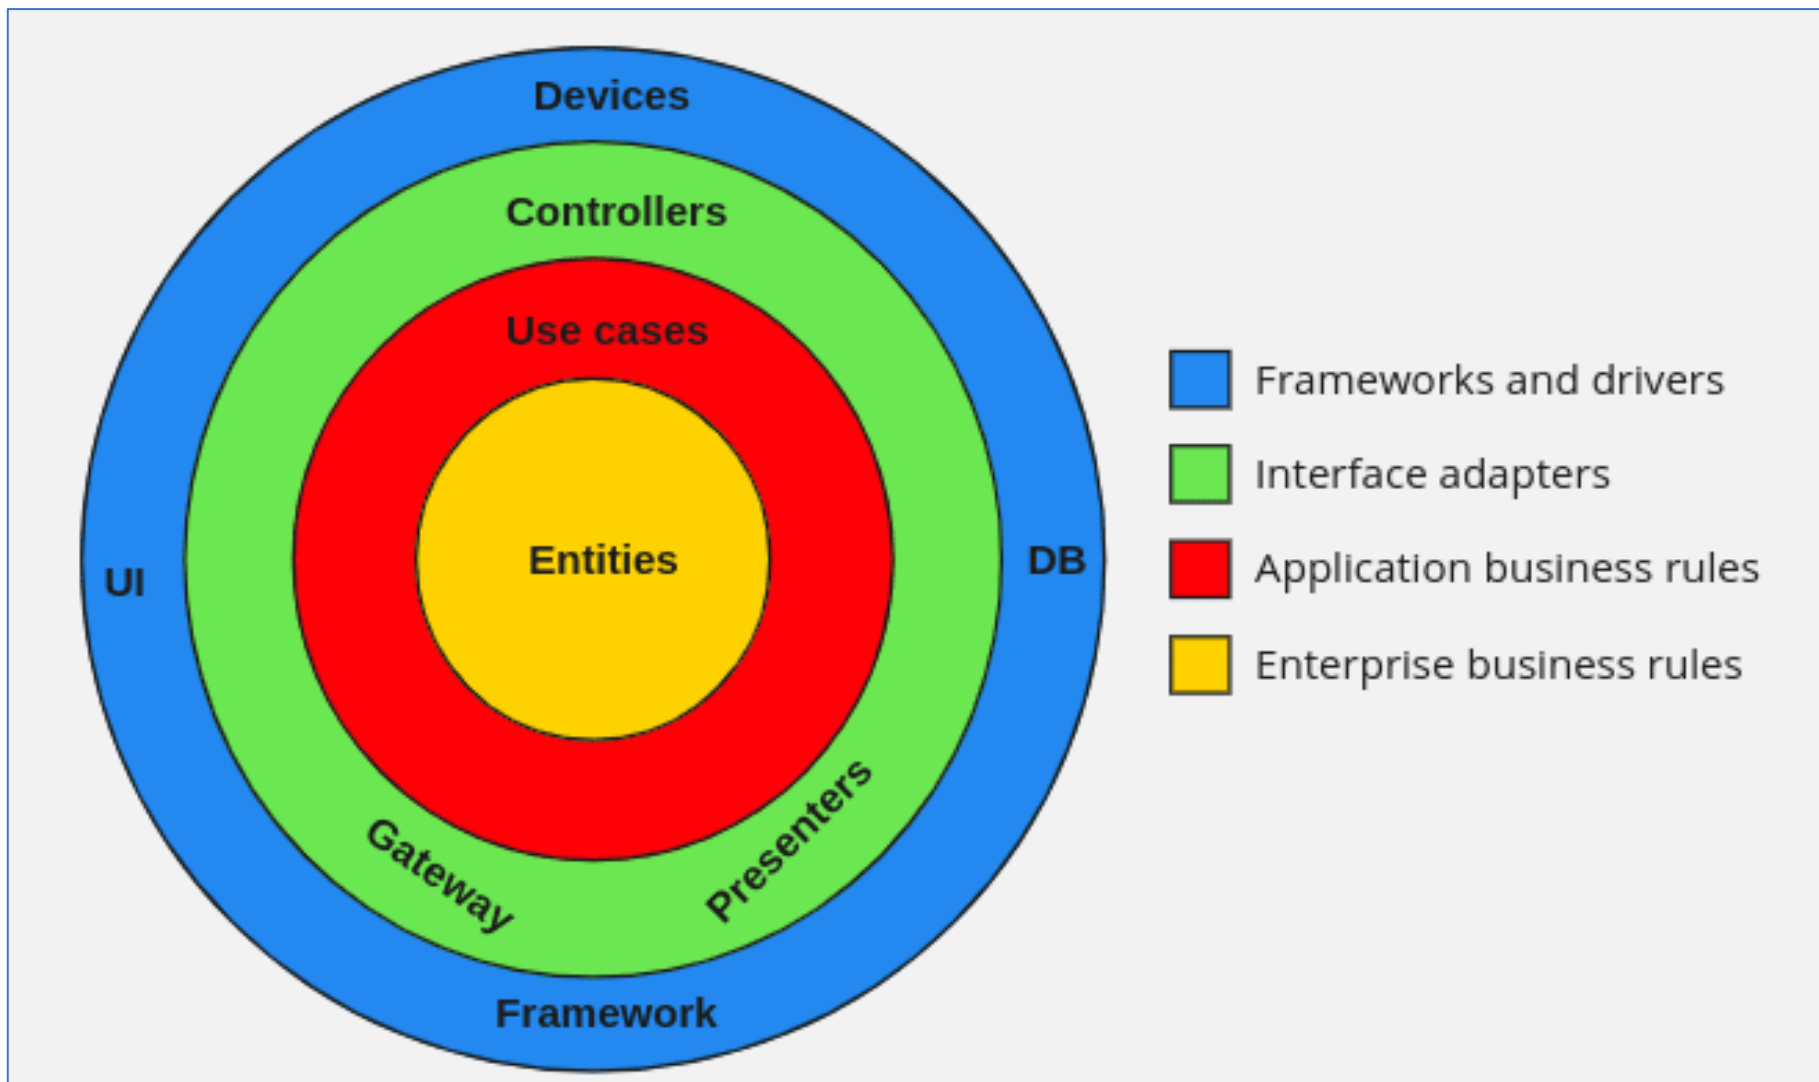 Devices
Controllers
Use cases
Entities
UI
DB
Gateway
Presenters
Framework
Frameworks and drivers
Interface adapters
Application business rules
Enterprise business rules